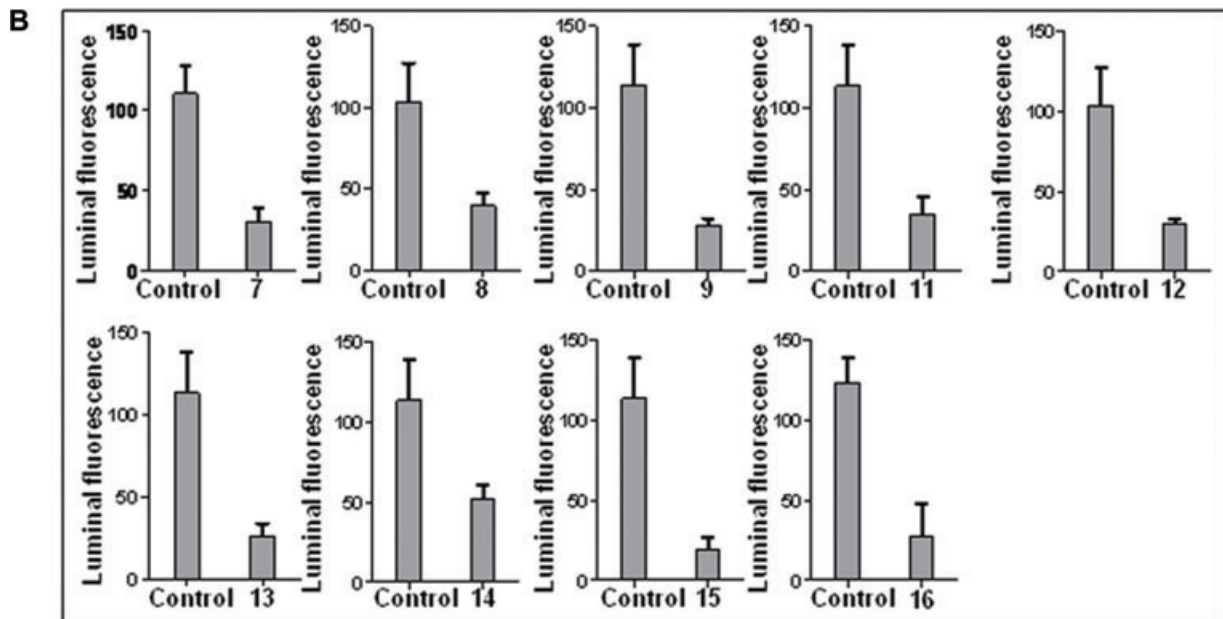 B
Luminal fluorescence
150
100
50
0
Control 7
Luminal fluorescence
150
100
50
0
Control 8
Luminal fluorescence
150
100
50
0
Control 9
Luminal fluorescence
150
100
50
0
Control 11
Luminal fluorescence
150
100
50
0
Control 12
Luminal fluorescence
150
100
50
0
Control 13
Luminal fluorescence
150
100
50
0
Control 14
Luminal fluorescence
150
100
50
0
Control 15
Luminal fluorescence
150
100
50
0
Control 16